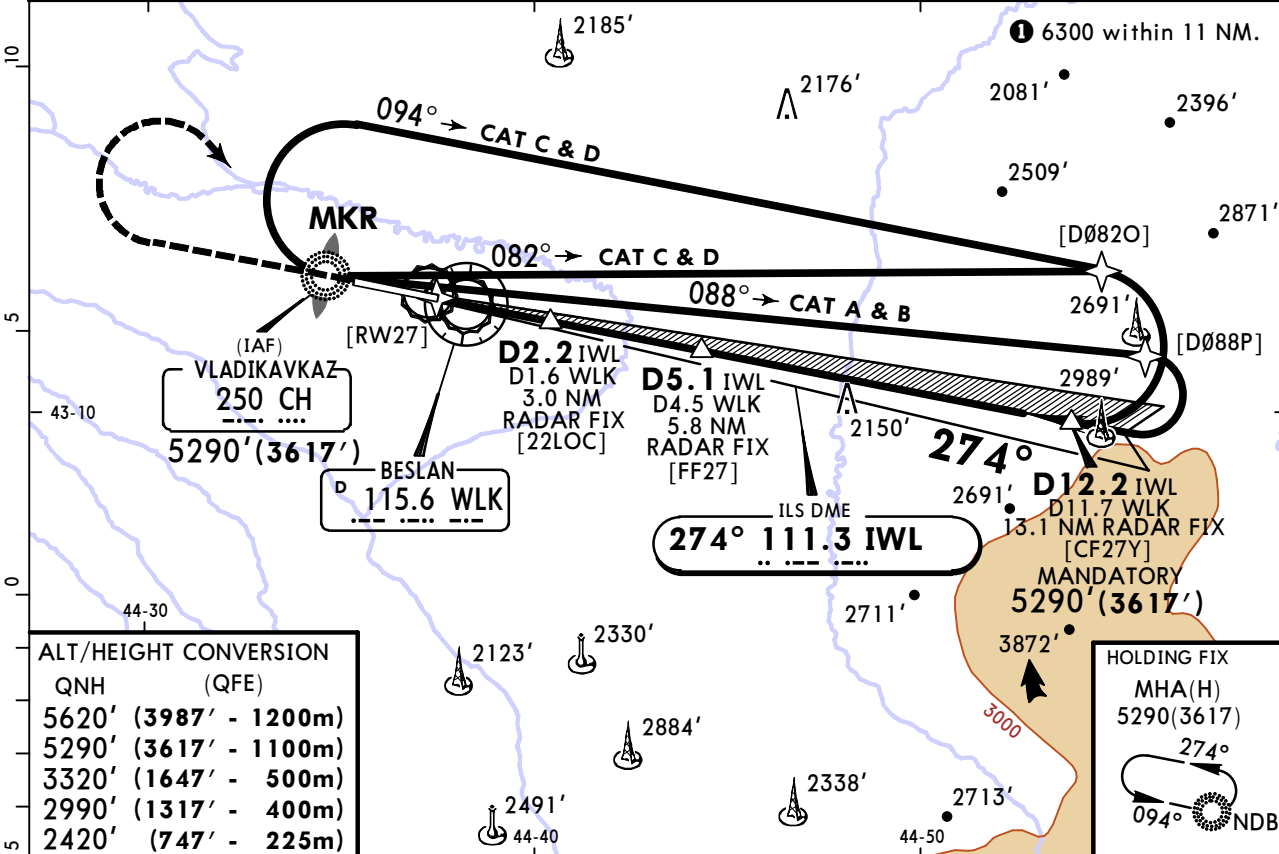 2185′
❶ 6300 within 11 NM.
10
2176′
2081′
2396′
094° → CAT C & D
2509′
2871′
MKR
[DØ82O]
082° → CAT C & D
088° → CAT A & B
2691′
5
[RW27]
[DØ88P]
(IAF)
VLADIKAVKAZ
250 CH
5290′(3617′)
D2.2 IWL
D1.6 WLK
3.0 NM
RADAR FIX
[22LOC]
D5.1 IWL
D4.5 WLK
5.8 NM
RADAR FIX
[FF27]
2989′
43-10
2150′
274°
BESLAN
D 115.6 WLK
2691′
D12.2 IWL
D11.7 WLK
13.1 NM RADAR FIX
[CF27Y]
MANDATORY
5290′(3617′)
ILS DME
274° 111.3 IWL
0
44-30
2711′
3872′
2330′
2123′
3000
2884′
2338′
2713′
2491′
44-40
44-50
5
ALT/HEIGHT CONVERSION
QNH (QFE)
5620′ (3987′ - 1200m)
5290′ (3617′ - 1100m)
3320′ (1647′ - 500m)
2990′ (1317′ - 400m)
2420′ (747′ - 225m)
HOLDING FIX
MHA(H)
5290(3617)
274°
094°
NDB